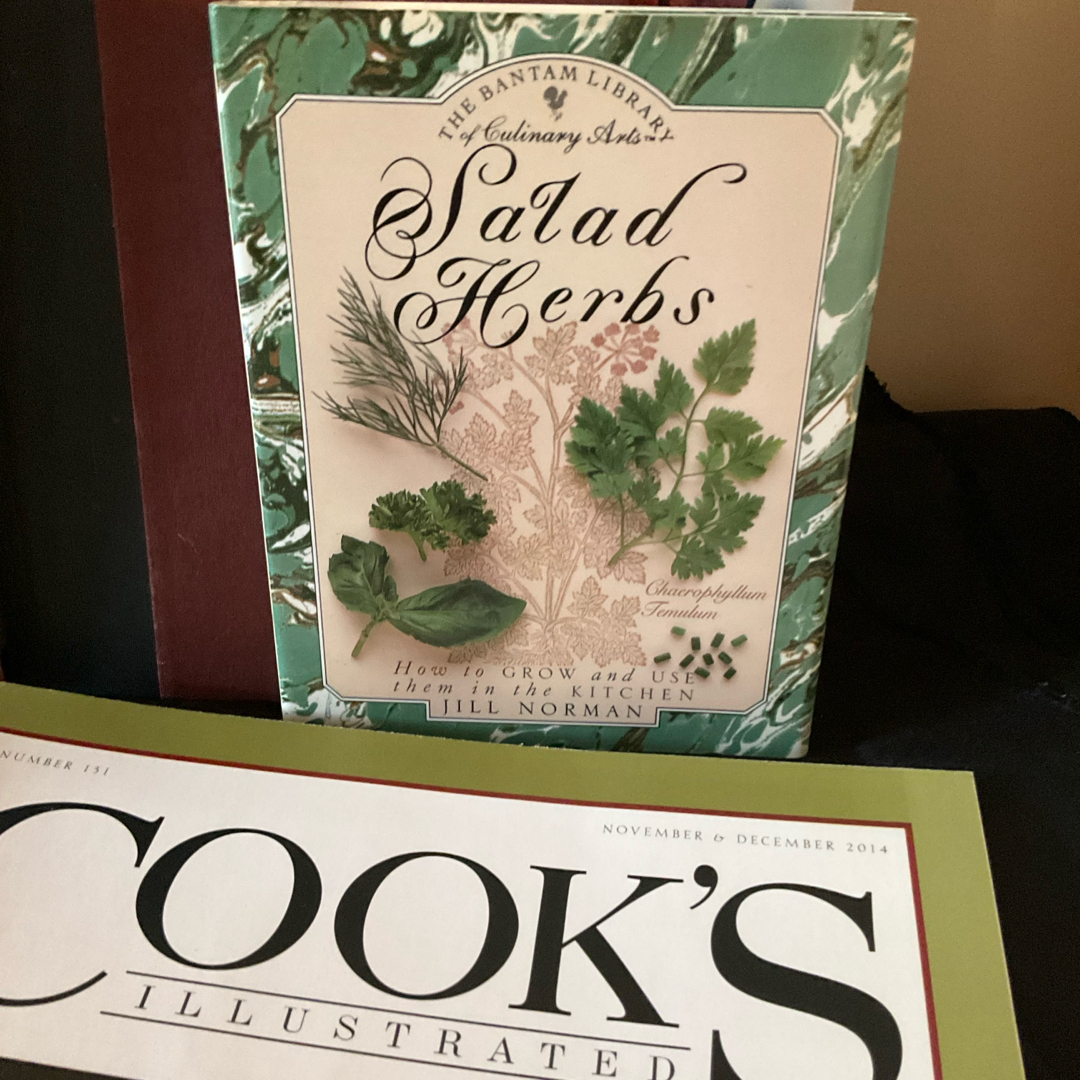 THE BANTAM LIBRARY
of Culinary Arts™
Salad
Herbs
Chaerophyllum
Temulum
How to GROW and USE
them in the KITCHEN
JILL NORMAN
NUMBER 151
NOVEMBER & DECEMBER 2014
COOK'S
ILLUSTRATED